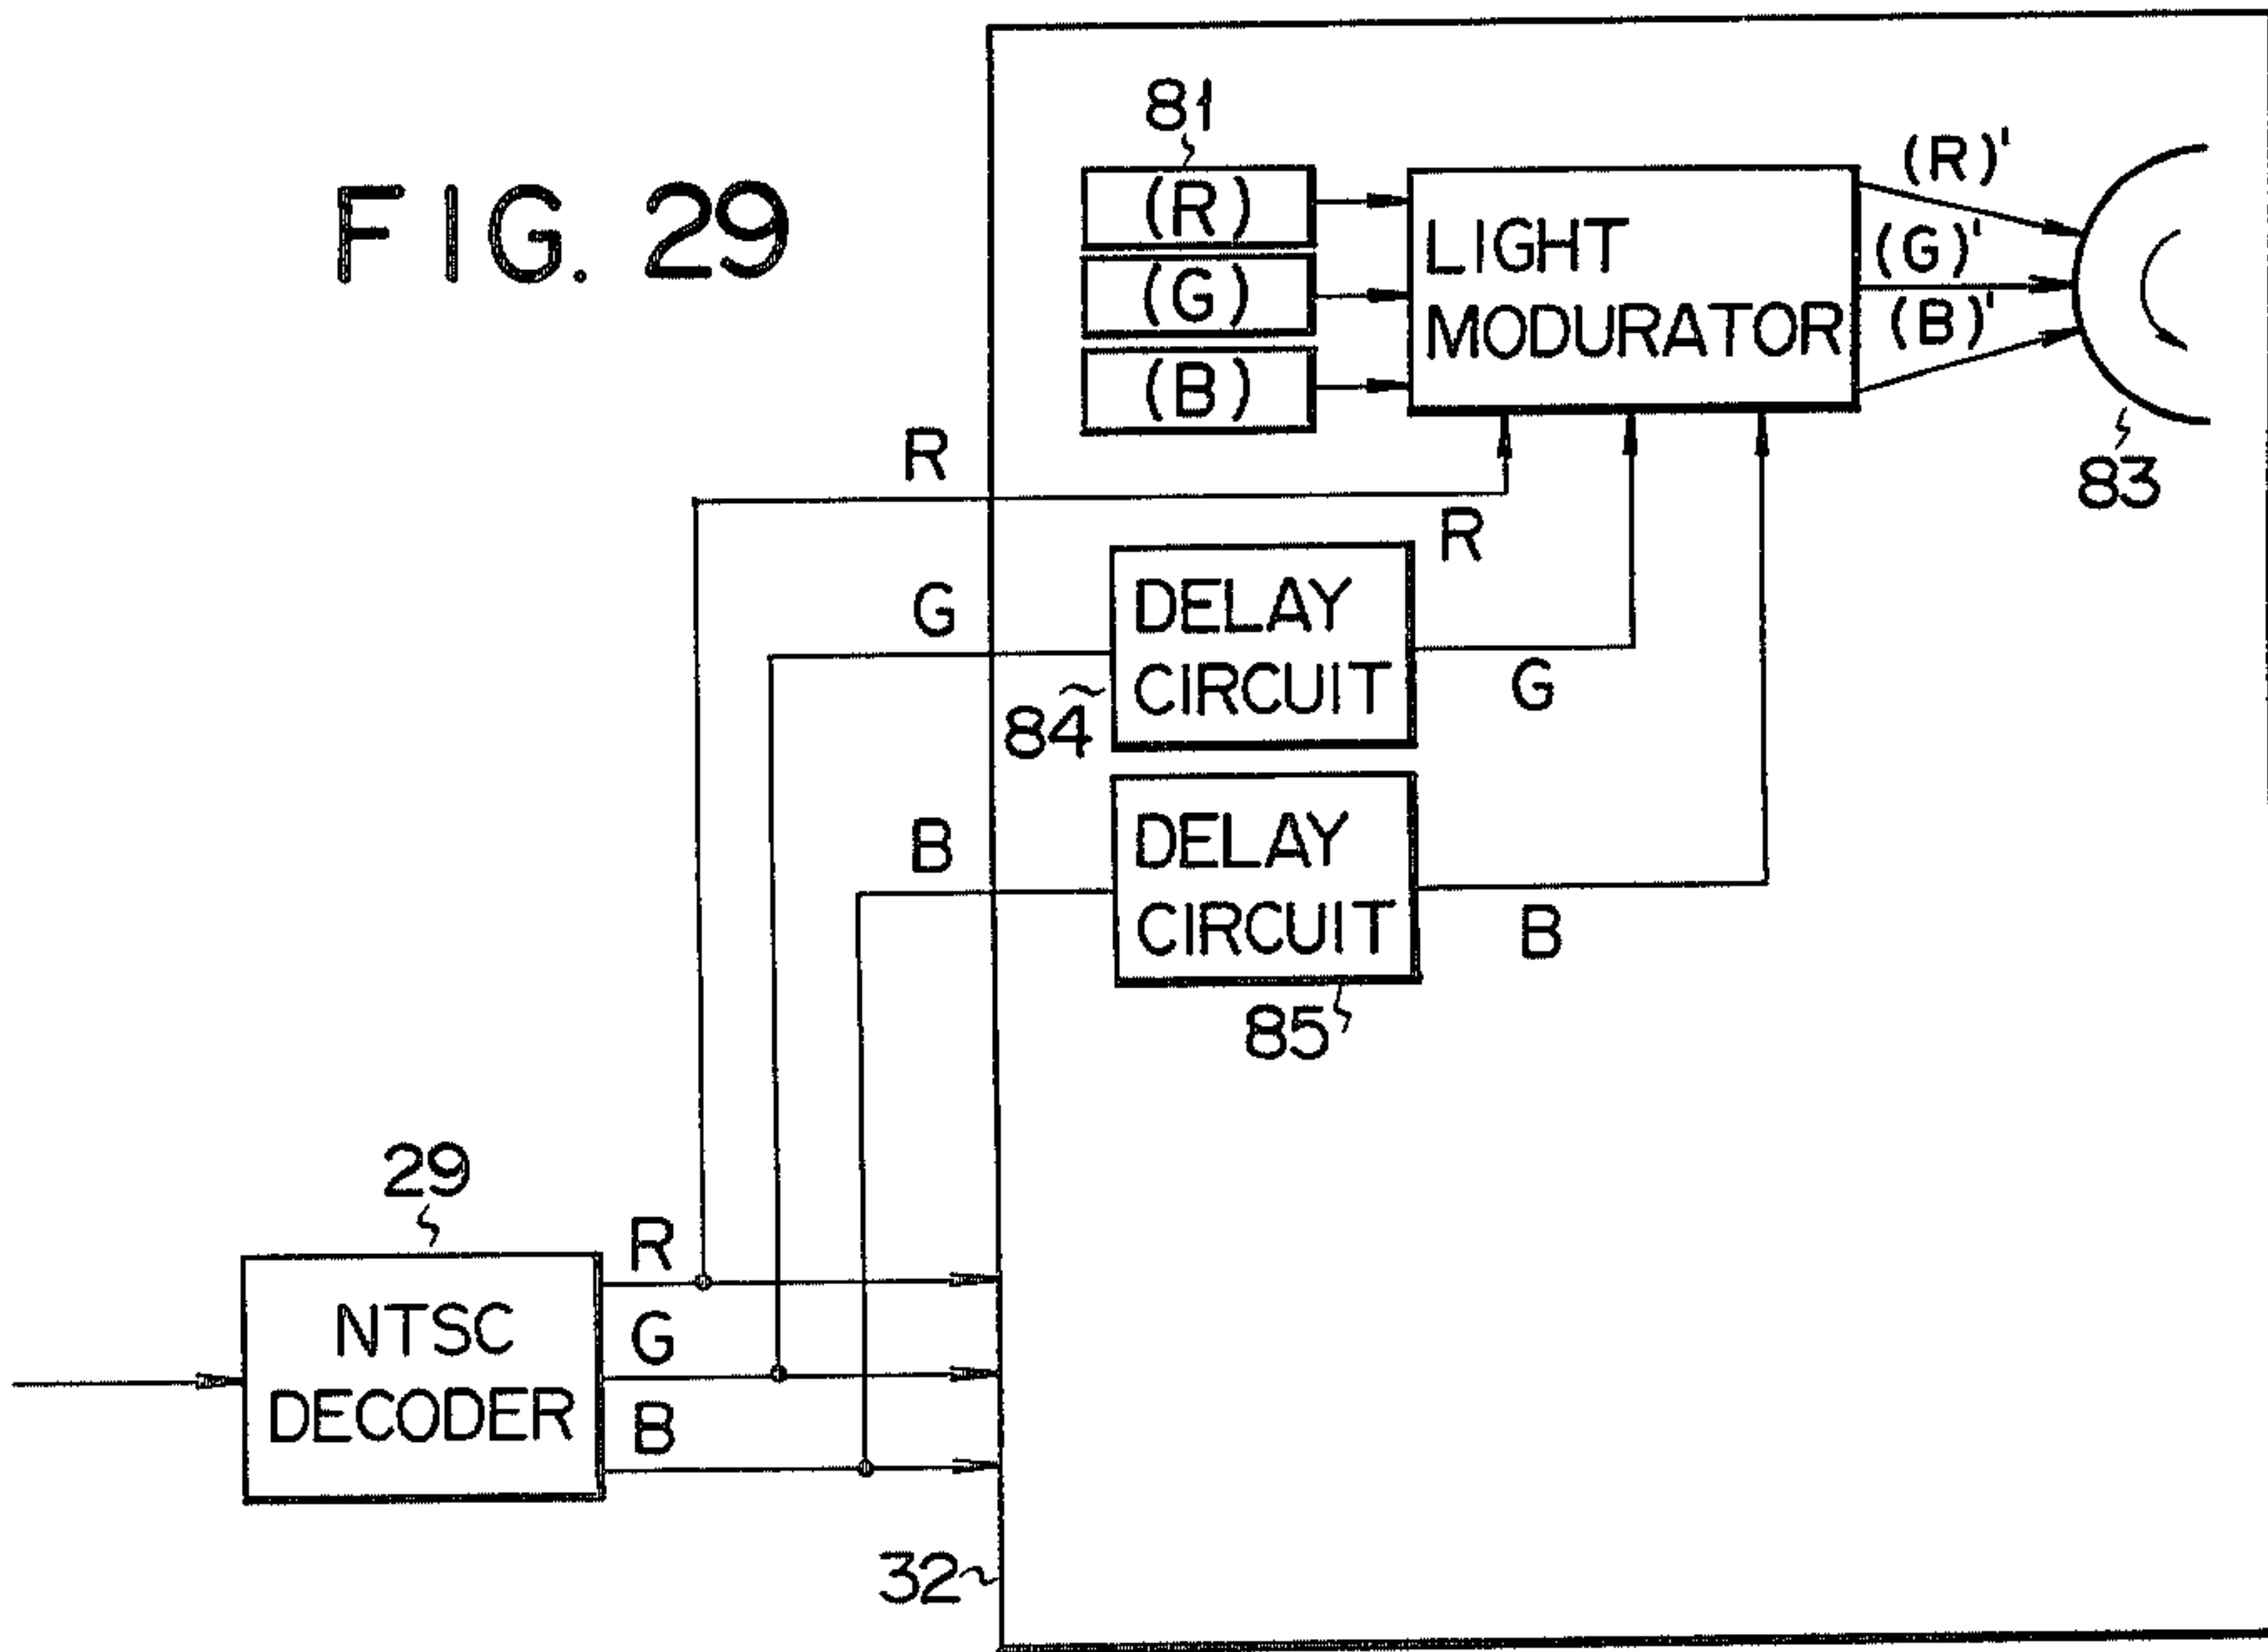 FIG. 29
81
(R)
(G)
(B)
LIGHT
MODURATOR
(R)'
(G)'
(B)'
83
R
R
G
DELAY
CIRCUIT
84
G
B
DELAY
CIRCUIT
85
B
29
NTSC
DECODER
R
G
B
32